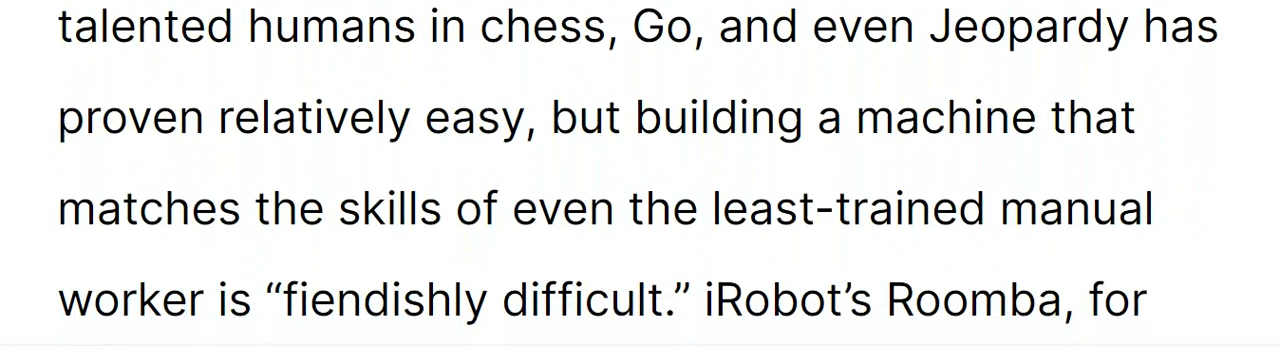 talented humans in chess, Go, and even Jeopardy has
proven relatively easy, but building a machine that
matches the skills of even the least-trained manual
worker is “fiendishly difficult.” iRobot’s Roomba, for